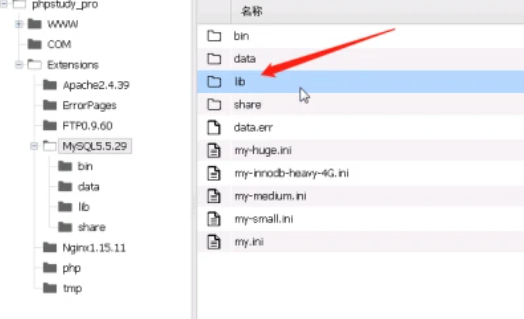 phpstudy_pro
WWW
COM
Extensions
Apache2.4.39
ErrorPages
FTP0.9.60
MySQL5.5.29
bin
data
lib
share
Nginx1.15.11
php
tmp
名称
bin
data
lib
share
data.err
my-huge.ini
my-innodb-heavy-4G.ini
my-medium.ini
my-small.ini
my.ini